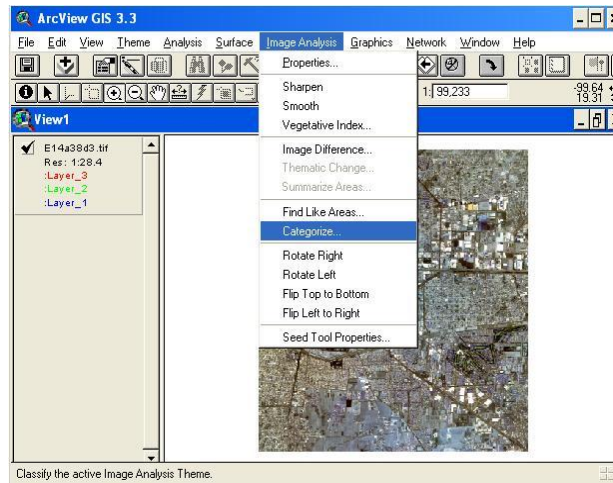 ArcView GIS 3.3
File Edit View Theme Analysis Surface Image Analysis Graphics Network Window Help
1: 99,233
-99.64
19.31
View1
E14a38d3.tif
Res: 1:28.4
:Layer_3
:Layer_2
:Layer_1
Properties...
Sharpen
Smooth
Vegetative Index...
Image Difference...
Thematic Change...
Summarize Areas...
Find Like Areas...
Categorize...
Rotate Right
Rotate Left
Flip Top to Bottom
Flip Left to Right
Seed Tool Properties...
Classify the active Image Analysis Theme.